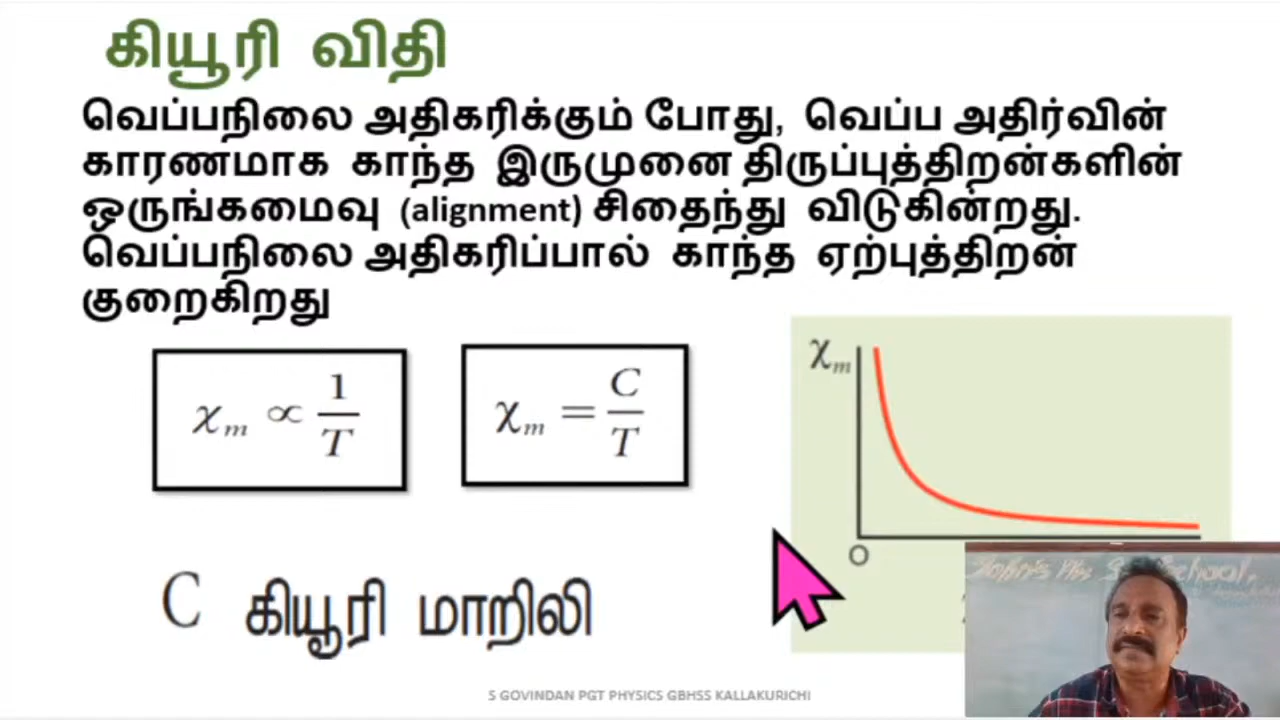 கியூரி விதி
வெப்பநிலை அதிகரிக்கும் போது, வெப்ப அதிர்வின்
காரணமாக காந்த இருமுனை திருப்புத்திறன்களின்
ஒருங்கமைவு (alignment) சிதைந்து விடுகின்றது.
வெப்பநிலை அதிகரிப்பால் காந்த ஏற்புத்திறன்
குறைகிறது
χₘ ∝ 1/T
χₘ = C/T
χₘ
O
C கியூரி மாறிலி
S GOVINDAN PGT PHYSICS GBHSS KALLAKURICHI